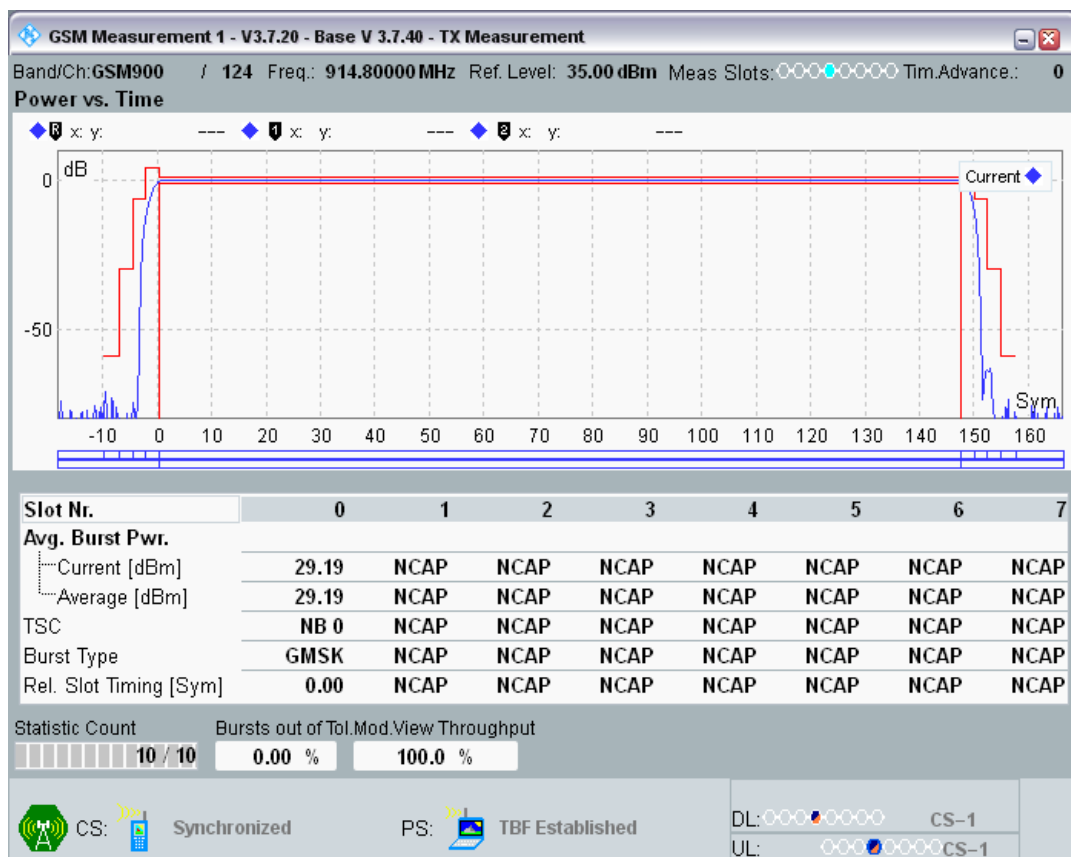 GSM Measurement 1 - V3.7.20 - Base V 3.7.40 - TX Measurement
Band/Ch:GSM900 / 124 Freq.: 914.80000 MHz Ref. Level: 35.00 dBm Meas Slots: Tim.Advance.: 0
Power vs. Time
R x: y: --- 1 x: y: --- 2 x: y: ---
dB
Current
0
-50
Sym
-10 0 10 20 30 40 50 60 70 80 90 100 110 120 130 140 150 160
Slot Nr. 0 1 2 3 4 5 6 7
Avg. Burst Pwr.
Current [dBm] 29.19 NCAP NCAP NCAP NCAP NCAP NCAP NCAP
Average [dBm] 29.19 NCAP NCAP NCAP NCAP NCAP NCAP NCAP
TSC NB 0 NCAP NCAP NCAP NCAP NCAP NCAP NCAP
Burst Type GMSK NCAP NCAP NCAP NCAP NCAP NCAP NCAP
Rel. Slot Timing [Sym] 0.00 NCAP NCAP NCAP NCAP NCAP NCAP NCAP
Statistic Count Bursts out of Tol.Mod.View Throughput
10 / 10 0.00 % 100.0 %
CS: Synchronized PS: TBF Established
DL: CS-1
UL: CS-1